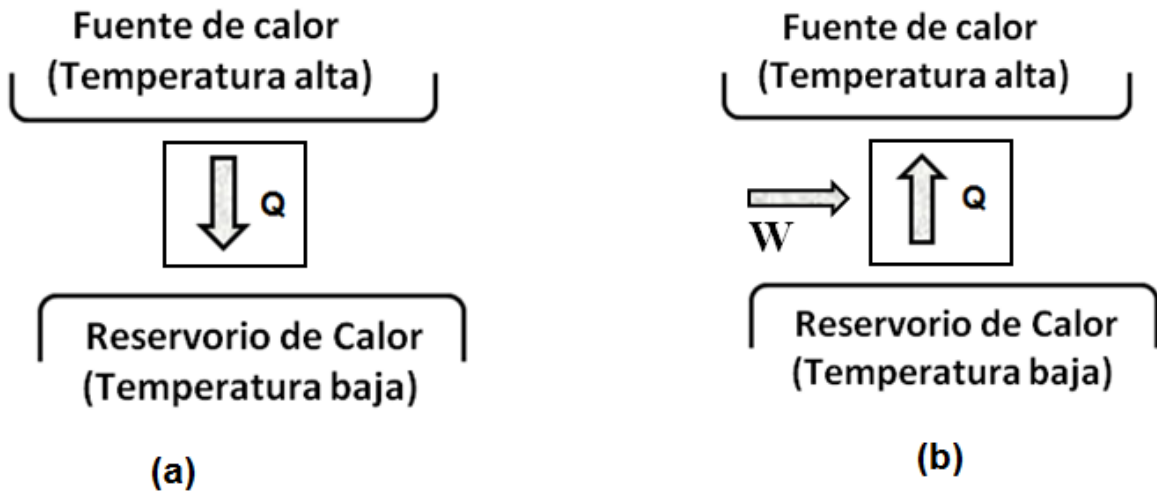 Fuente de calor
(Temperatura alta)
Q
Reservorio de Calor
(Temperatura baja)
(a)
Fuente de calor
(Temperatura alta)
Q
W
Reservorio de Calor
(Temperatura baja)
(b)